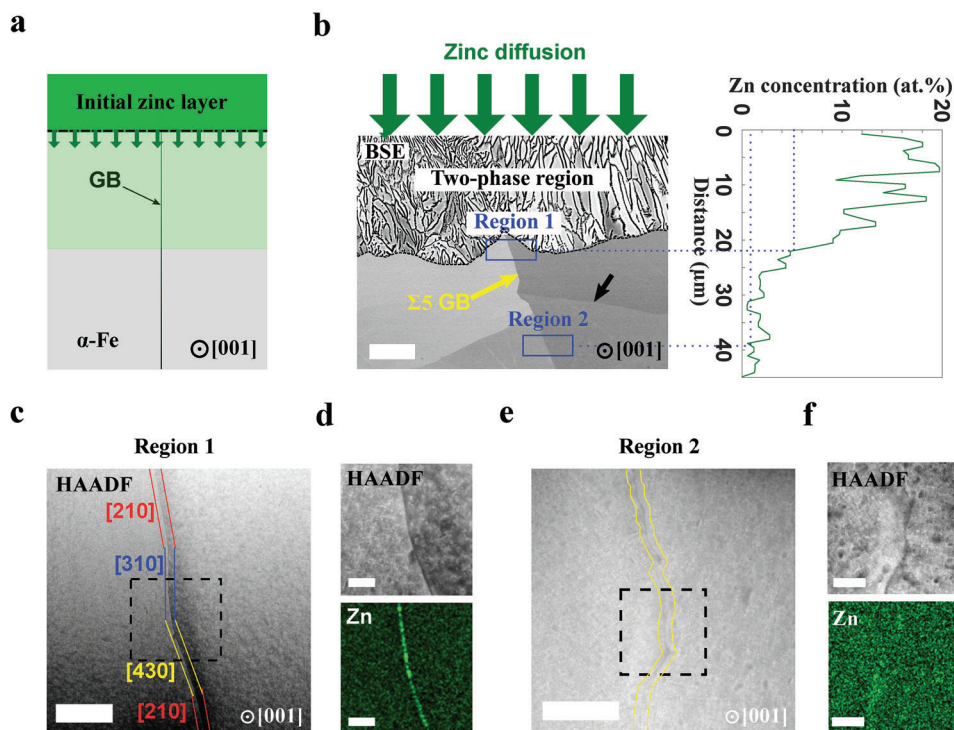 a
Initial zinc layer
GB
α-Fe
⊙[001]
b
Zinc diffusion
BSE
Two-phase region
Region 1
Σ5 GB
Region 2
⊙[001]
Zn concentration (at.%)
0 10 20
Distance (μm)
0
10
20
30
40
c
Region 1
HAADF
[210]
[310]
[430]
[210]
⊙[001]
d
HAADF
Zn
e
Region 2
⊙[001]
f
HAADF
Zn